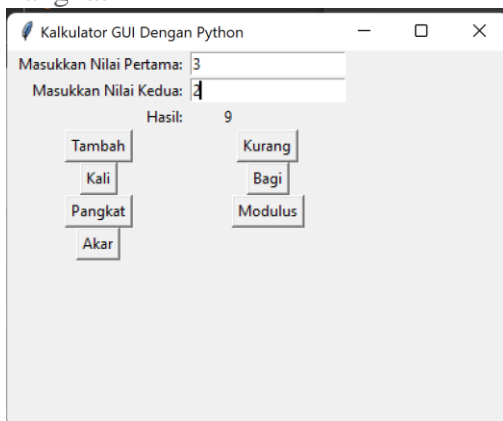 Kalkulator GUI Dengan Python
Masukkan Nilai Pertama: 3
Masukkan Nilai Kedua: 2
Hasil: 9
Tambah Kurang
Kali Bagi
Pangkat Modulus
Akar